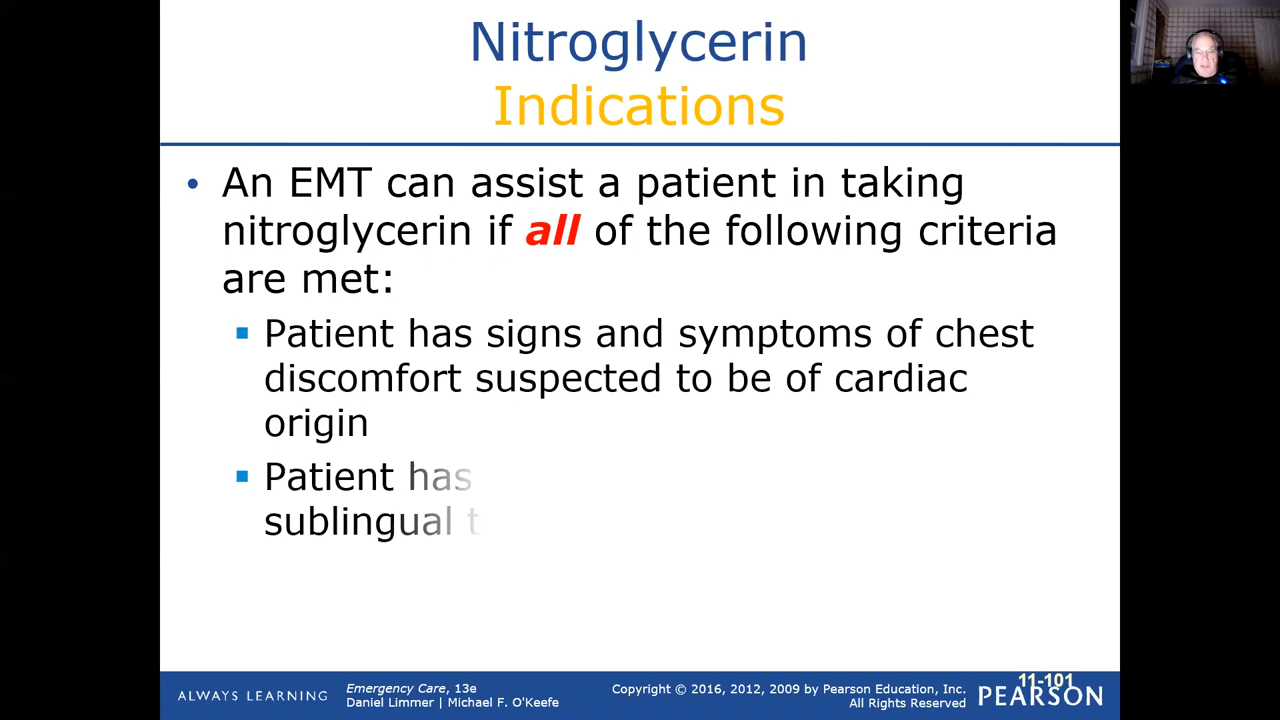 Nitroglycerin
Indications
• An EMT can assist a patient in taking
nitroglycerin if all of the following criteria
are met:
▪ Patient has signs and symptoms of chest
discomfort suspected to be of cardiac
origin
▪ Patient has
sublingual t
ALWAYS LEARNING
Emergency Care, 13e
Daniel Limmer | Michael F. O'Keefe
Copyright © 2016, 2012, 2009 by Pearson Education, Inc.
All Rights Reserved
11-101
PEARSON